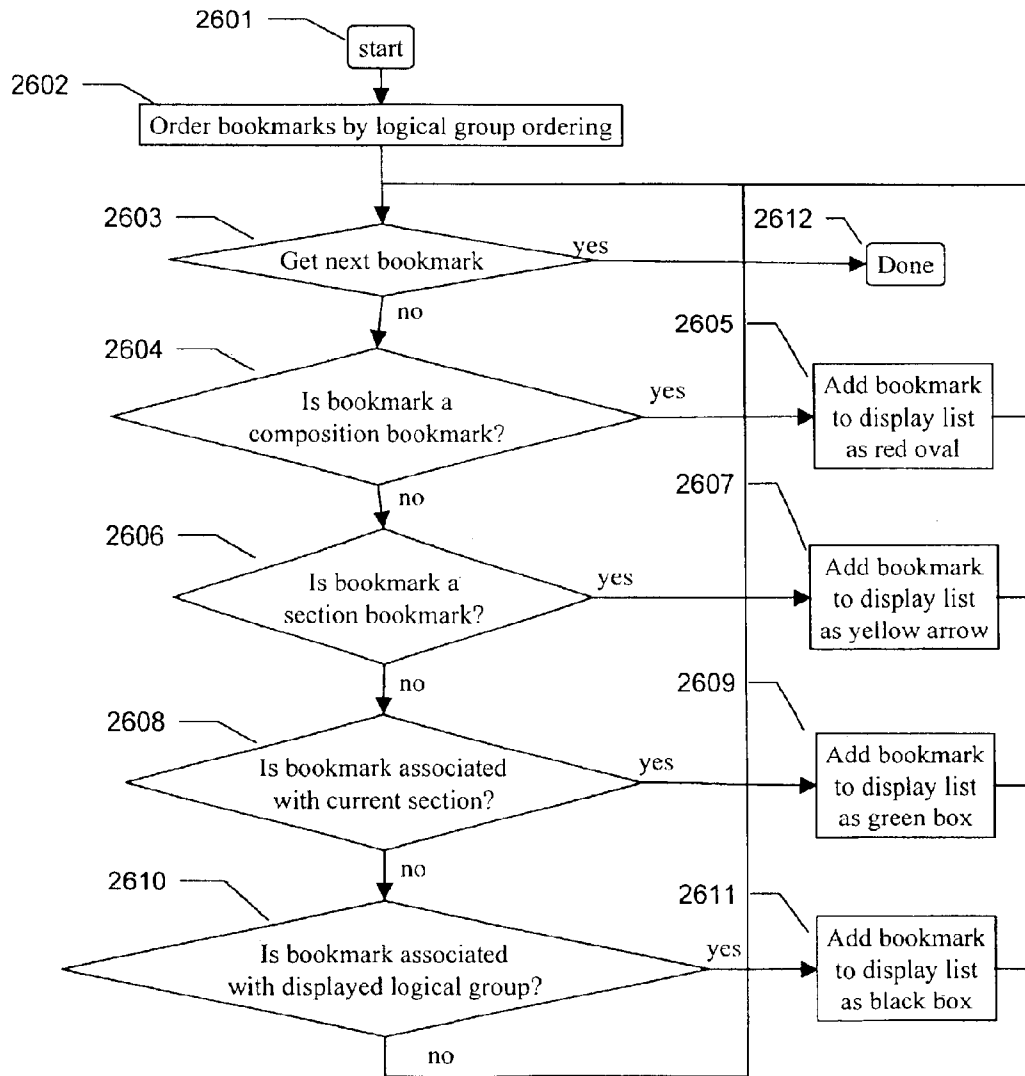 2601
start
2602
Order bookmarks by logical group ordering
2603
Get next bookmark
yes
2612
Done
no
2604
Is bookmark a
composition bookmark?
yes
2605
Add bookmark
to display list
as red oval
no
2606
Is bookmark a
section bookmark?
yes
2607
Add bookmark
to display list
as yellow arrow
no
2608
Is bookmark associated
with current section?
yes
2609
Add bookmark
to display list
as green box
no
2610
Is bookmark associated
with displayed logical group?
yes
2611
Add bookmark
to display list
as black box
no